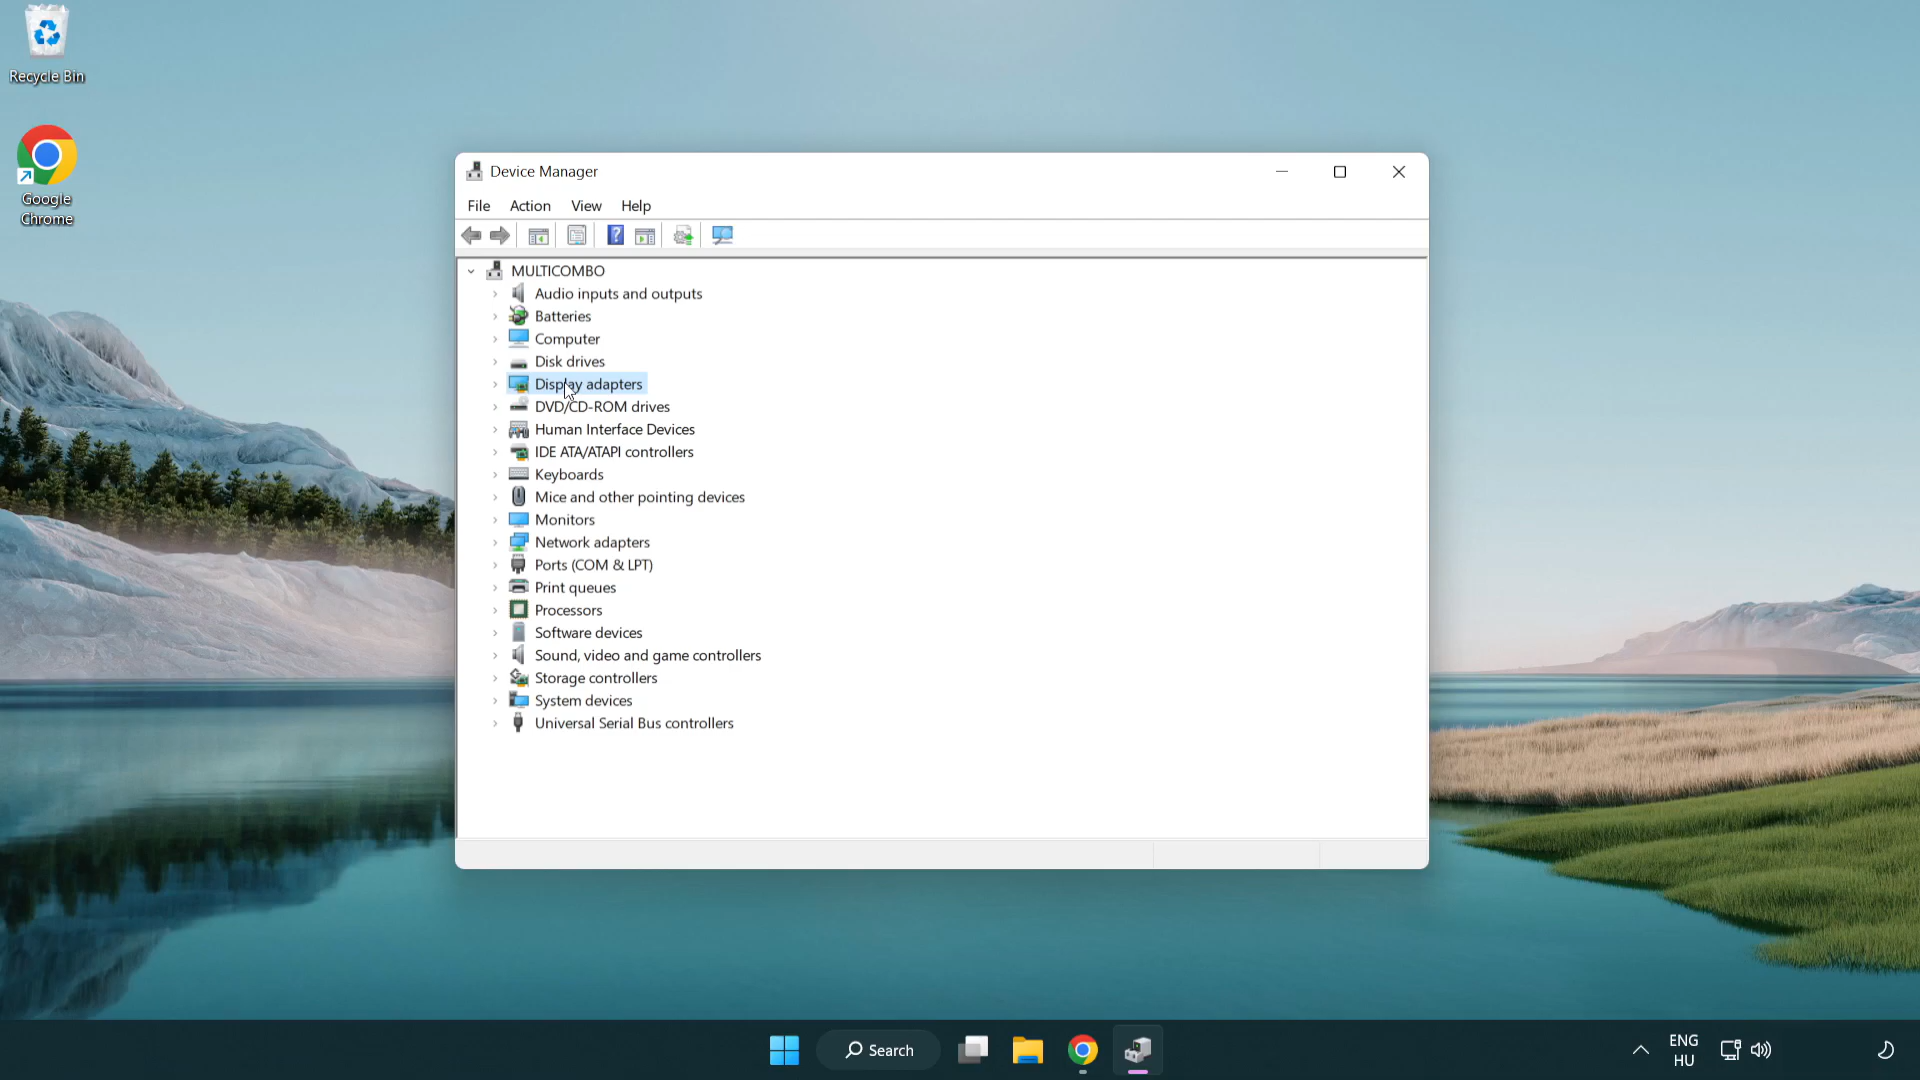 Recycle Bin
Google
Chrome
Device Manager
File Action View Help
MULTICOMBO
Audio inputs and outputs
Batteries
Computer
Disk drives
Display adapters
DVD/CD-ROM drives
Human Interface Devices
IDE ATA/ATAPI controllers
Keyboards
Mice and other pointing devices
Monitors
Network adapters
Ports (COM & LPT)
Print queues
Processors
Software devices
Sound, video and game controllers
Storage controllers
System devices
Universal Serial Bus controllers
Search
ENG
HU